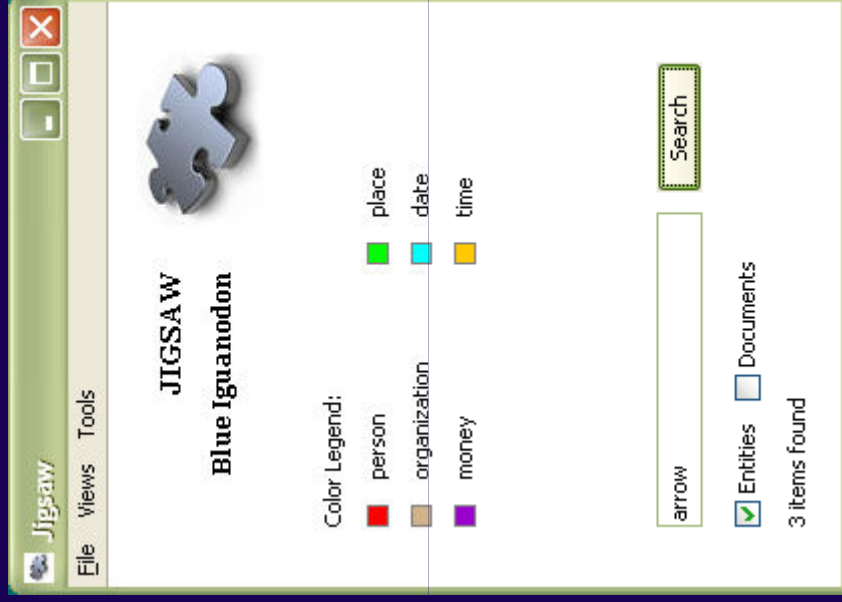 Jigsaw
File Views Tools
JIGSAW
Blue Iguanodon
Color Legend:
person place
organization date
money time
arrow Search
Entities Documents
3 items found